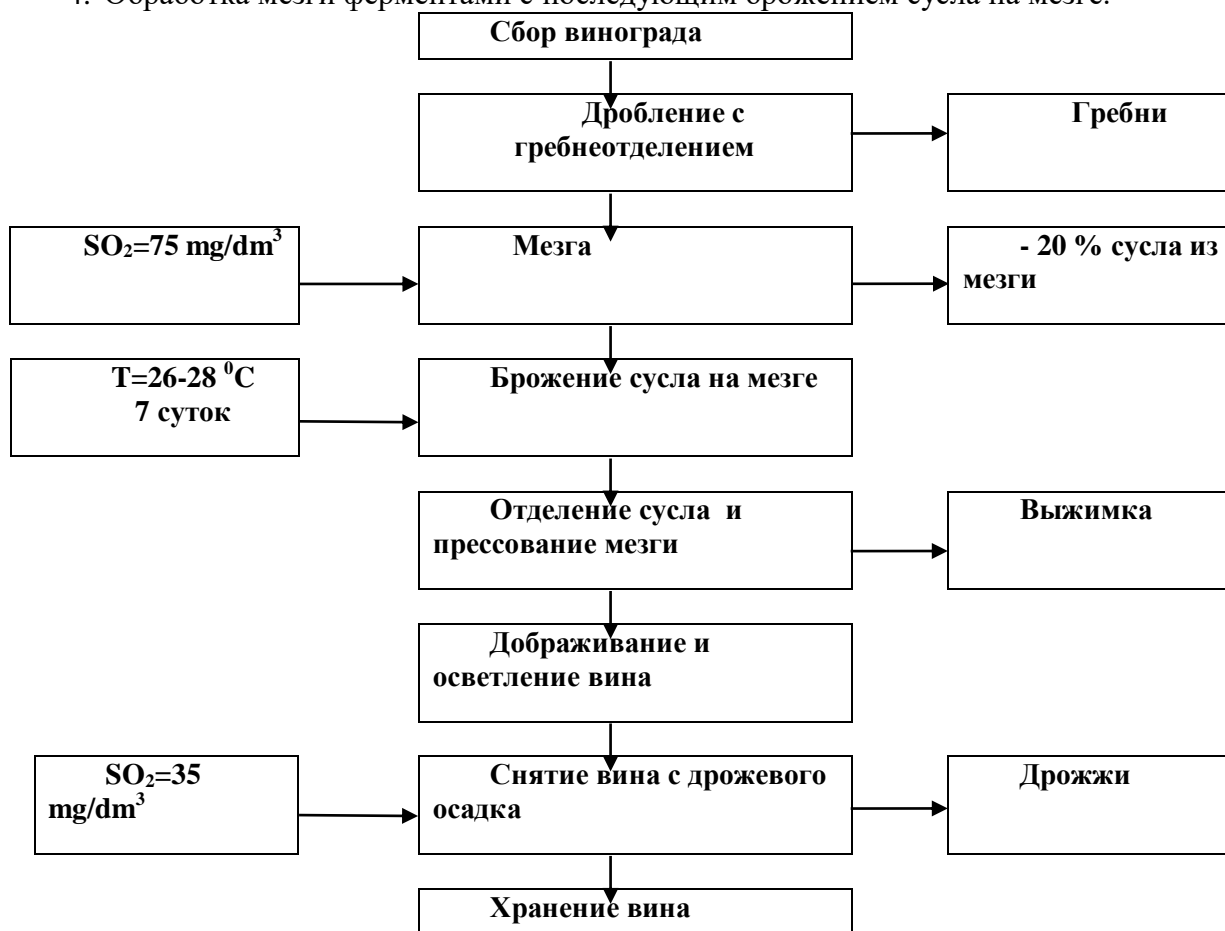 4. Обработка мезги ферментами с последующим брожением сусла на мезге.
Сбор винограда
Дробление с
гребнеотделением
Гребни
SO₂=75 mg/dm³
Мезга
- 20 % сусла из
мезги
T=26-28 ⁰C
7 суток
Брожение сусла на мезге
Отделение сусла и
прессование мезги
Выжимка
Дображивание и
осветление вина
SO₂=35
mg/dm³
Снятие вина с дрожевого
осадка
Дрожжи
Хранение вина